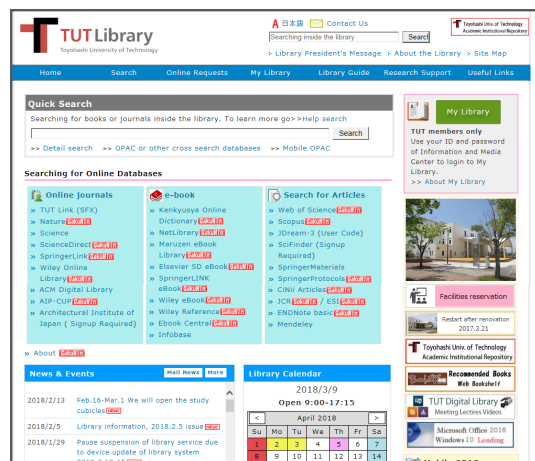 TUT Library
Toyohashi University of Technology
A 日本語 Contact Us
Searching inside the library Searcl
Library President's Message About the Library Site Map
Toyohashi Univ. of Technology
Academic Institutional Repository
Home Search Online Requests My Library Library Guide Research Support Useful Links
Quick Search
Searching for books or journals inside the library. To learn more go>>Help search
Search
>> Detail search >> OPAC or other cross search databases >> Mobile OPAC
My Library
TUT members only
Use your ID and password
of Information and Media
Center to login to My
Library.
>> About My Library
Searching for Online Databases
Online journals
» TUT Link (SFX)
» Nature
» Science
» ScienceDirect
» SpringerLink
» Wiley Online
Library
» ACM Digital Library
» AIP-CUP
» Architectural Institute of
Japan ( Signup Required)
e-book
» Kenkyusya Online
Dictionary
» NetLibrary
» Maruzen eBook
Library
» Elsevier SD eBook
» SpringerLINK
eBook
» Wiley eBook
» Wiley Reference
» Ebook Central
» Infobase
Search for Articles
» Web of Science
» Scopus
» JDream-3 (User Code)
» SciFinder (Signup
Required)
» SpringerMaterials
» SpringerProtocols
» CiNii Articles
» JCR / ESI
» ENDNote basic
» Mendeley
» About
Facilities reservation
Restart after renovation
2017.3.21
Toyohashi Univ. of Technology
Academic Institutional Repository
Recommended Books
Web Bookshelf
TUT Digital Library
Meeting Lectires Videos
Microsoft Office 2016
Windows 10 Lending
News & Events Mail News More
2018/2/13 Feb.16-Mar.1 We will open the study
cubicles NEW!
2018/2/5 Library information, 2018.2.5 issue NEW!
2018/1/29 Pause suspension of library service due
to device update of library system
Library Calendar
2018/3/9
Open 9:00-17:15
< April 2018 >
Su Mo Tu We Th Fr Sa
1 2 3 4 5 6 7
8 9 10 11 12 13 14